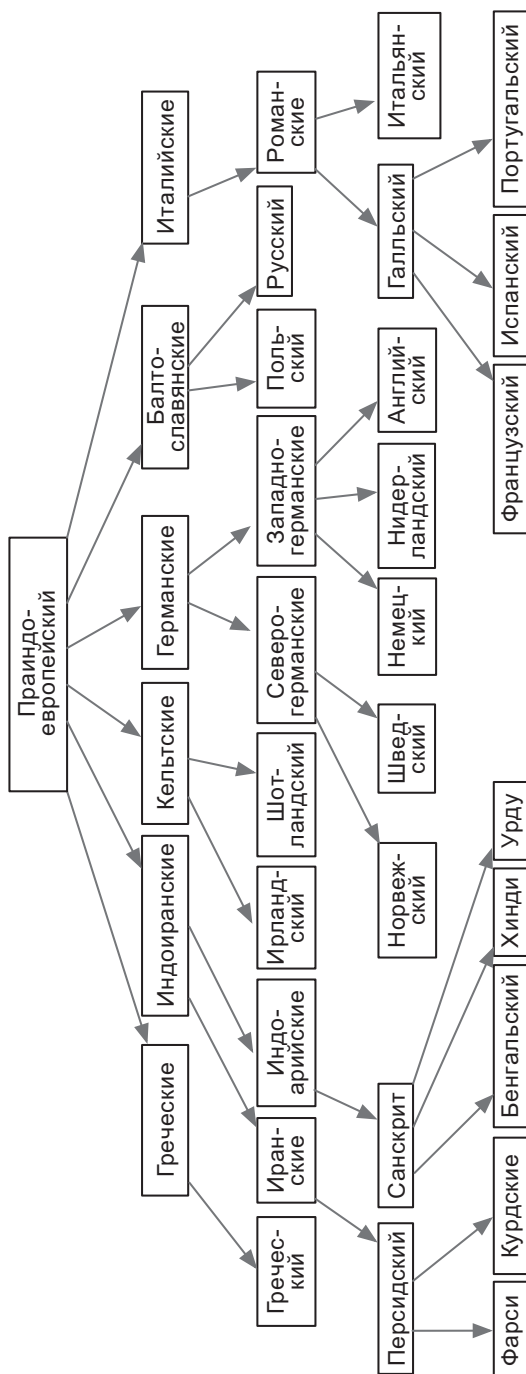 Праиндо-
европейский
Греческие
Индоиранские
Кельтские
Германские
Балто-
славянские
Италийские
Гречес-
кий
Иран-
ские
Индо-
арийские
Ирланд-
ский
Шот-
ландский
Северо-
германские
Западно-
германские
Поль-
ский
Русский
Роман-
ские
Персидский
Санскрит
Норвеж-
ский
Швед-
ский
Немец-
кий
Нидер-
ландский
Англий-
ский
Галльский
Итальян-
ский
Фарси
Курдские
Бенгальский
Хинди
Урду
Французский
Испанский
Португальский